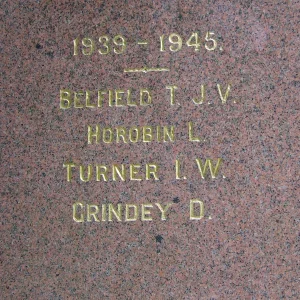 1939 - 1945.
BELFIELD T. J. V.
HOROBIN L.
TURNER I. W.
GRINDEY D.